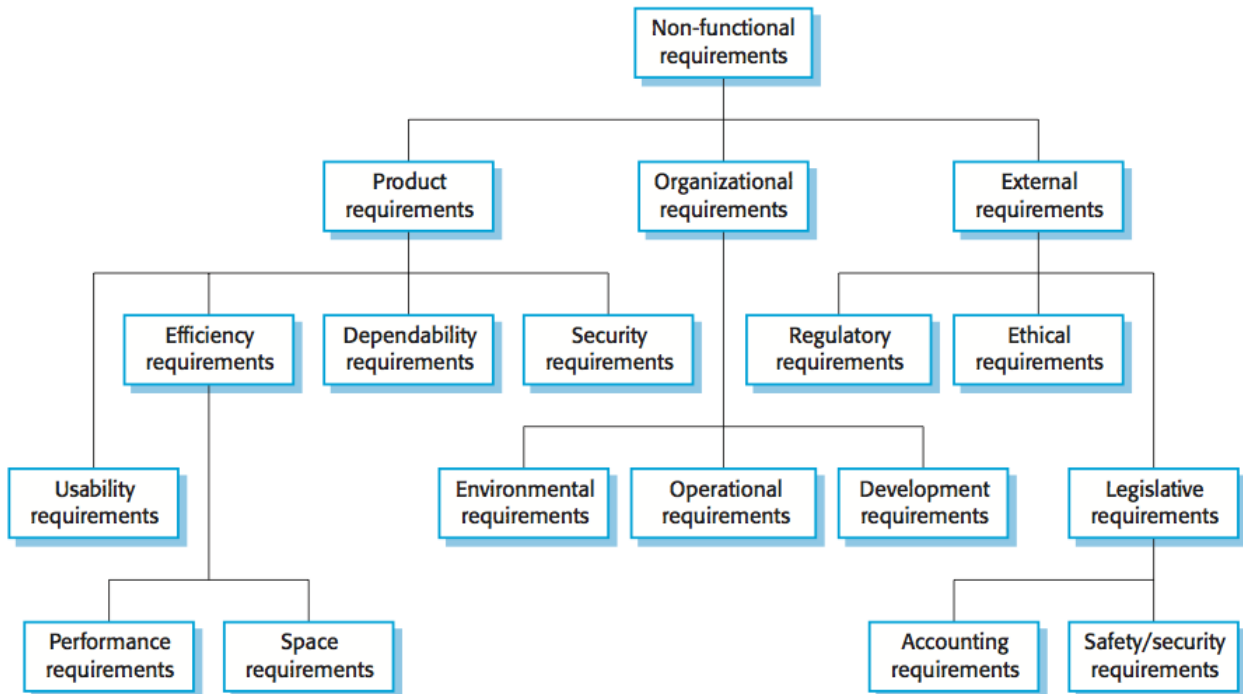 Non-functional
requirements
Product
requirements
Organizational
requirements
External
requirements
Efficiency
requirements
Dependability
requirements
Security
requirements
Regulatory
requirements
Ethical
requirements
Usability
requirements
Environmental
requirements
Operational
requirements
Development
requirements
Legislative
requirements
Performance
requirements
Space
requirements
Accounting
requirements
Safety/security
requirements